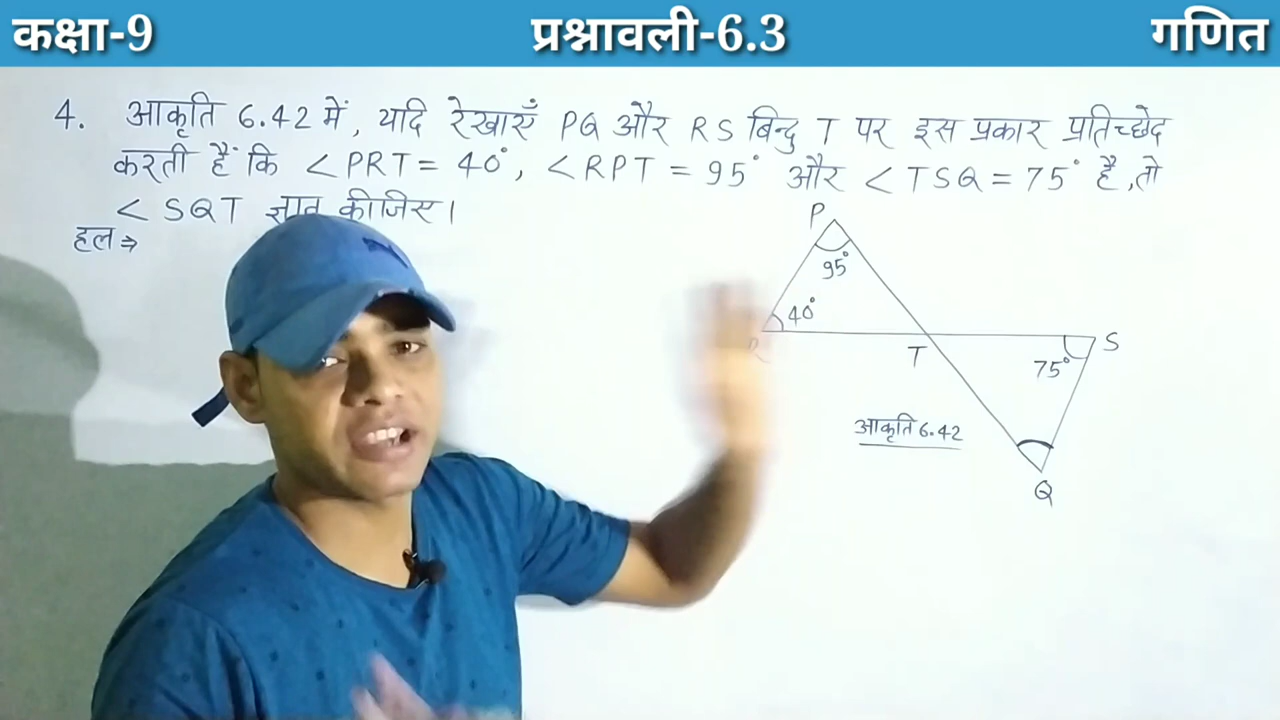 कक्षा-9 प्रश्नावली-6.3 गणित
4. आकृति 6.42 में, यदि रेखाएँ PQ और RS बिन्दु T पर इस प्रकार प्रतिच्छेद
करती हैं कि ∠PRT = 40°, ∠RPT = 95° और ∠TSQ = 75° है, तो
∠SQT ज्ञात कीजिए।
हल⇒
P
95°
40°
T
S
75°
आकृति 6.42
Q